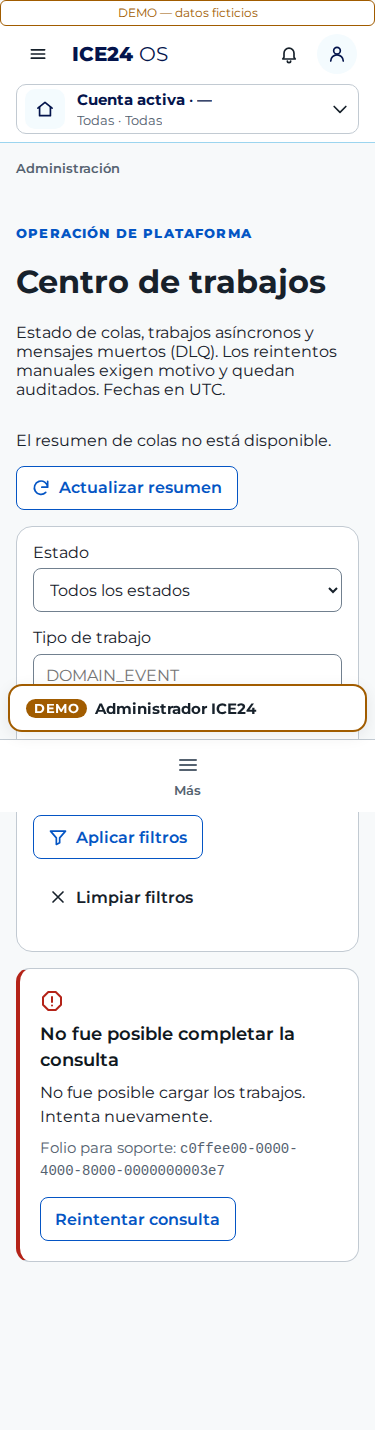 DEMO — datos ficticios
ICE24 OS
Cuenta activa · —
Todas · Todas
Administración
OPERACIÓN DE PLATAFORMA
Centro de trabajos
Estado de colas, trabajos asíncronos y
mensajes muertos (DLQ). Los reintentos
manuales exigen motivo y quedan
auditados. Fechas en UTC.
El resumen de colas no está disponible.
Actualizar resumen
Estado
Todos los estados
Tipo de trabajo
DOMAIN_EVENT
DEMO Administrador ICE24
Más
Aplicar filtros
Limpiar filtros
No fue posible completar la
consulta
No fue posible cargar los trabajos.
Intenta nuevamente.
Folio para soporte: c0ffee00-0000-
4000-8000-0000000003e7
Reintentar consulta